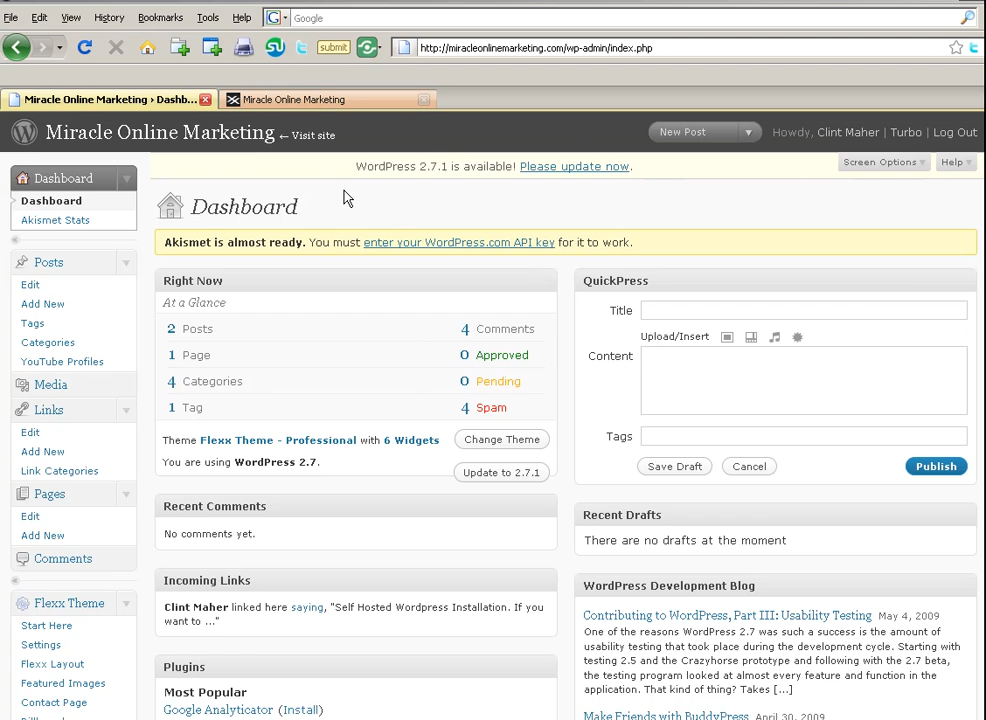 File Edit View History Bookmarks Tools Help G Google
submit http://miracleonlinemarketing.com/wp-admin/index.php
Miracle Online Marketing › Dashb... Miracle Online Marketing
Miracle Online Marketing ← Visit site New Post Howdy, Clint Maher | Turbo | Log Out
WordPress 2.7.1 is available! Please update now. Screen Options Help
Dashboard
Dashboard
Akismet Stats
Posts
Edit
Add New
Tags
Categories
YouTube Profiles
Media
Links
Edit
Add New
Link Categories
Pages
Edit
Add New
Comments
Flexx Theme
Start Here
Settings
Flexx Layout
Featured Images
Contact Page
Dashboard
Akismet is almost ready. You must enter your WordPress.com API key for it to work.
Right Now
At a Glance
2 Posts 4 Comments
1 Page 0 Approved
4 Categories 0 Pending
1 Tag 4 Spam
Theme Flexx Theme - Professional with 6 Widgets Change Theme
You are using WordPress 2.7. Update to 2.7.1
Recent Comments
No comments yet.
Incoming Links
Clint Maher linked here saying, "Self Hosted Wordpress Installation. If you
want to ..."
Plugins
Most Popular
Google Analyticator (Install)
QuickPress
Title
Upload/Insert
Content
Tags
Save Draft Cancel Publish
Recent Drafts
There are no drafts at the moment
WordPress Development Blog
Contributing to WordPress, Part III: Usability Testing May 4, 2009
One of the reasons WordPress 2.7 was such a success is the amount of
usability testing that took place during the development cycle. Starting with
testing 2.5 and the Crazyhorse prototype and following with the 2.7 beta,
the testing program looked at almost every feature and function in the
application. That kind of thing? Takes [...]
Make Friends with BuddyPress April 30, 2009